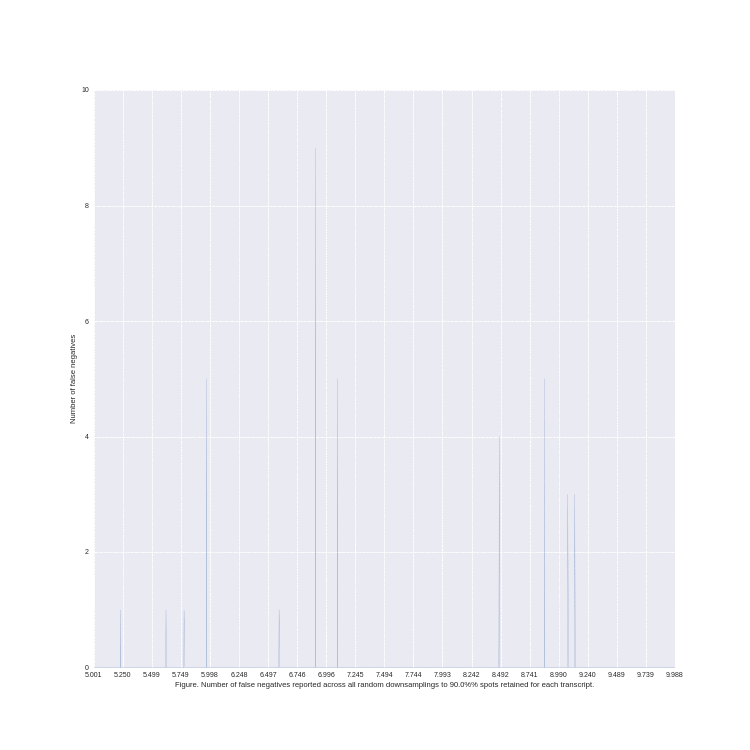 10
8
6
4
2
0
Number of false negatives
5.001 5.250 5.499 5.749 5.998 6.248 6.497 6.746 6.996 7.245 7.494 7.744 7.993 8.242 8.492 8.741 8.990 9.240 9.489 9.739 9.988
Figure. Number of false negatives reported across all random downsamplings to 90.0%% spots retained for each transcript.